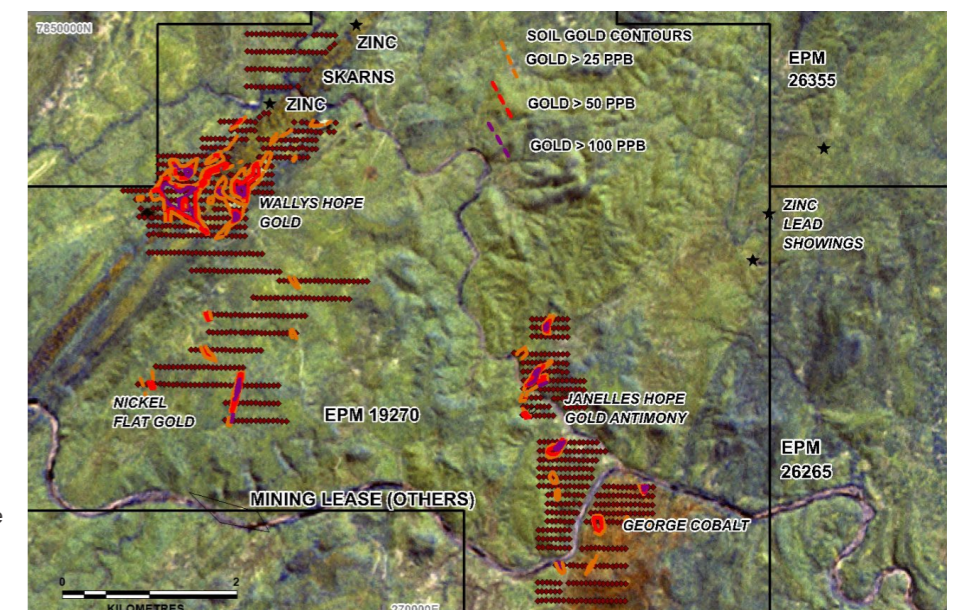 7850000N
ZINC
SKARNS
ZINC
SOIL GOLD CONTOURS
GOLD > 25 PPB
GOLD > 50 PPB
GOLD > 100 PPB
EPM
26355
WALLYS HOPE
GOLD
ZINC
LEAD
SHOWINGS
NICKEL
FLAT GOLD
EPM 19270
JANELLES HOPE
GOLD ANTIMONY
EPM
26265
MINING LEASE (OTHERS)
GEORGE COBALT
e
0 2
KILOMETRES
270000E